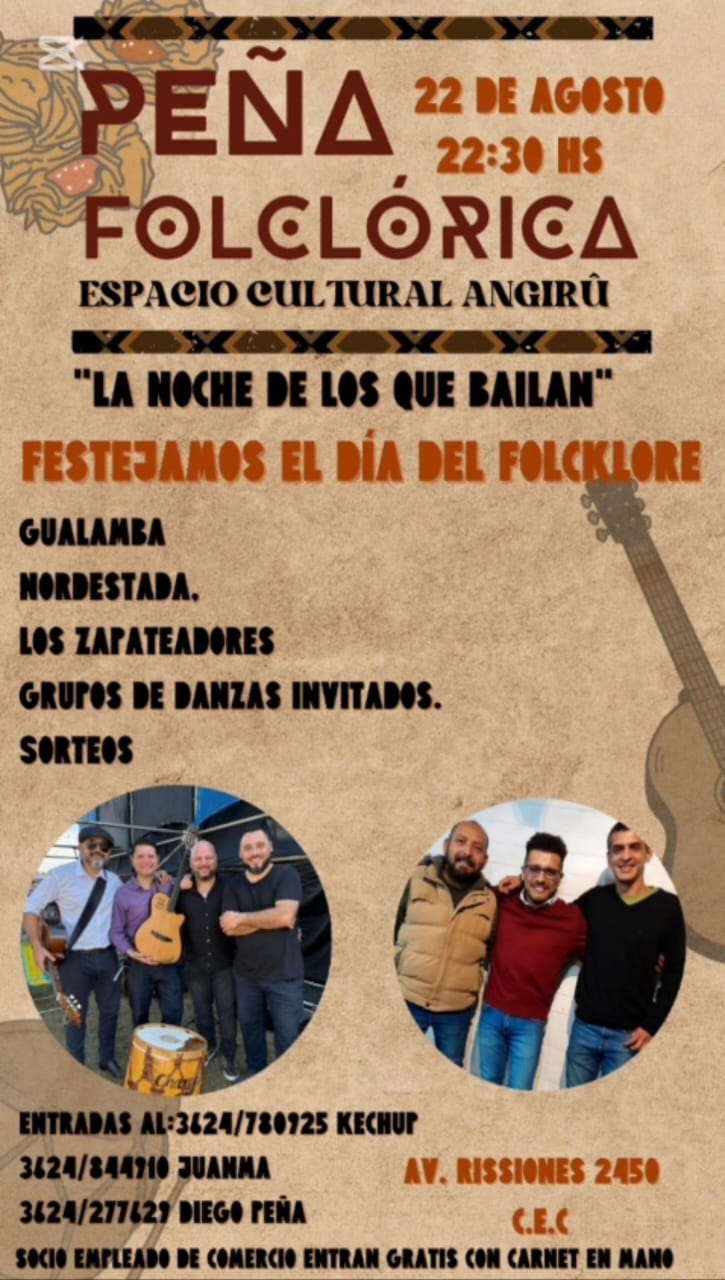 PEÑA
22 DE AGOSTO
22:30 HS
FOLCLÓRICA
ESPACIO CULTURAL ANGIRÛ
"LA NOCHE DE LOS QUE BAILAN"
FESTEJAMOS EL DÍA DEL FOLCKLORE
GUALAMBA
NORDESTADA.
LOS ZAPATEADORES
GRUPOS DE DANZAS INVITADOS.
SORTEOS
ENTRADAS AL:3624/780925 KECHUP
3624/844910 JUANMA
3624/277629 DIEGO PEÑA
AV. RISSIONES 2450
C.E.C
SOCIO EMPLEADO DE COMERCIO ENTRAN GRATIS CON CARNET EN MANO